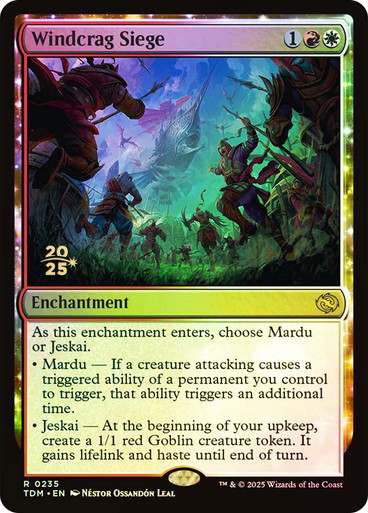 Windcrag Siege 1
20
25
Enchantment
As this enchantment enters, choose Mardu
or Jeskai.
• Mardu — If a creature attacking causes a
triggered ability of a permanent you control
to trigger, that ability triggers an additional
time.
• Jeskai — At the beginning of your upkeep,
create a 1/1 red Goblin creature token. It
gains lifelink and haste until end of turn.
R 0235
TDM • EN Néstor Ossandón Leal
™ & © 2025 Wizards of the Coast